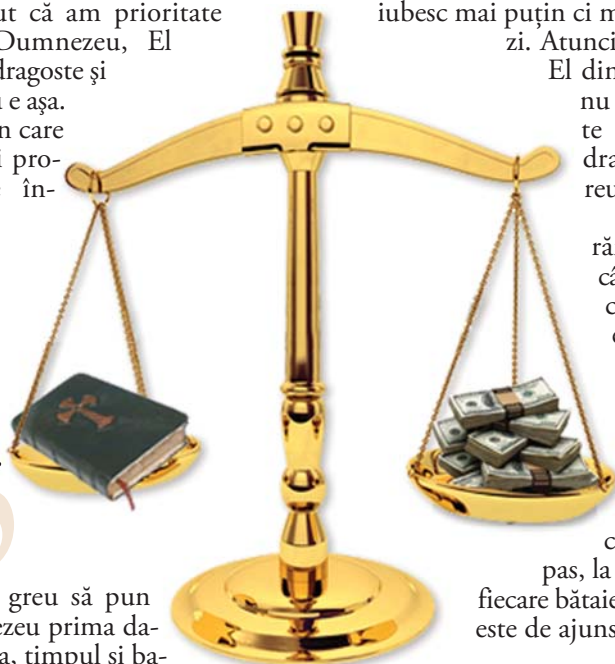 ut că am prioritate
Dumnezeu, El
dragoste şi
e aşa.
n care
i pro-
în-
greu să pun
ezeu prima da-
a, timpul şi ba-
iubesc mai puţin ci m
zi. Atunci
El din
nu
te
dra
reu
ră
câ
c
c
pas, la
fiecare bătaie
este de ajuns